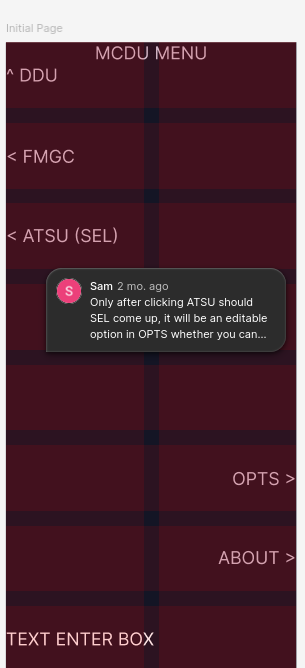 Initial Page
MCDU MENU
^ DDU
< FMGC
< ATSU (SEL)
S
Sam 2 mo. ago
Only after clicking ATSU should
SEL come up, it will be an editable
option in OPTS whether you can...
OPTS >
ABOUT >
TEXT ENTER BOX